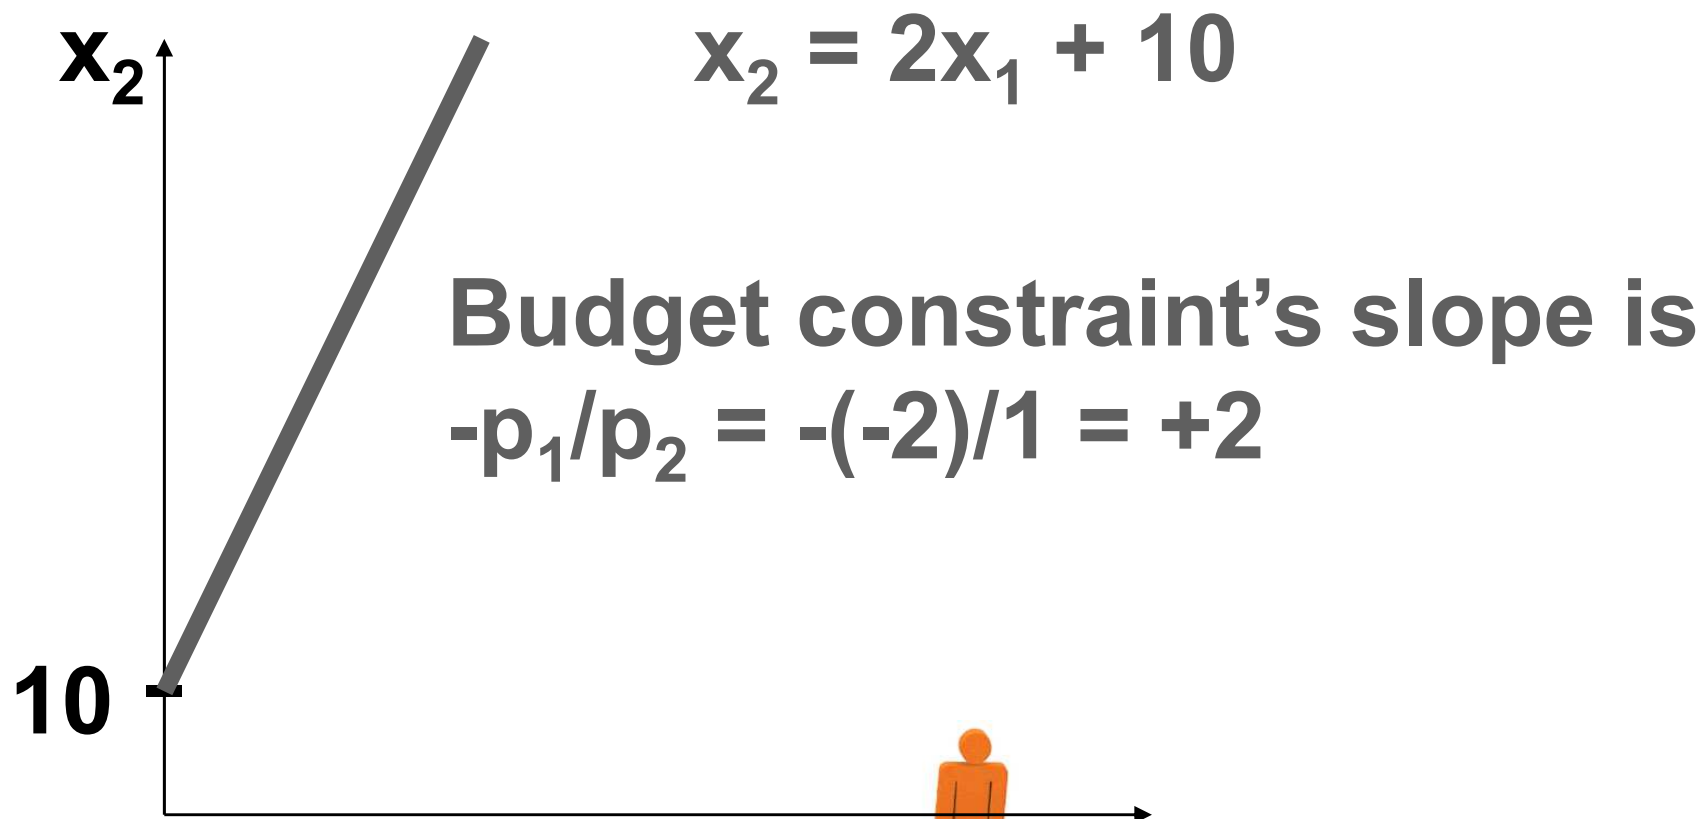 x₂
x₂ = 2x₁ + 10
Budget constraint’s slope is
-p₁/p₂ = -(-2)/1 = +2
10